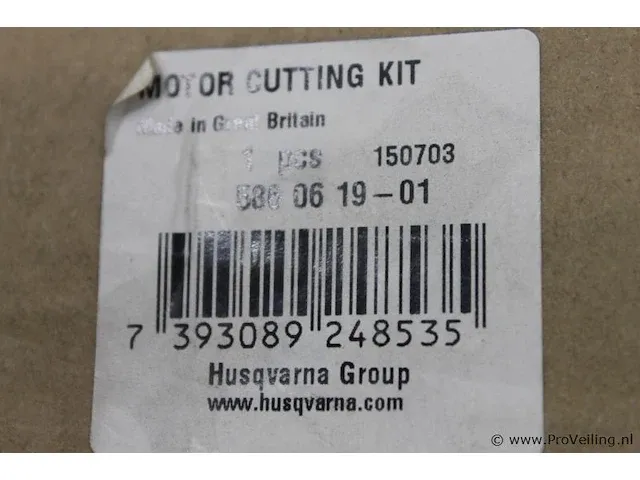 MOTOR CUTTING KIT
Made in Great Britain
1 pcs 150703
586 06 19-01
7 393089 248535
Husqvarna Group
www.husqvarna.com
© www.ProVeiling.nl